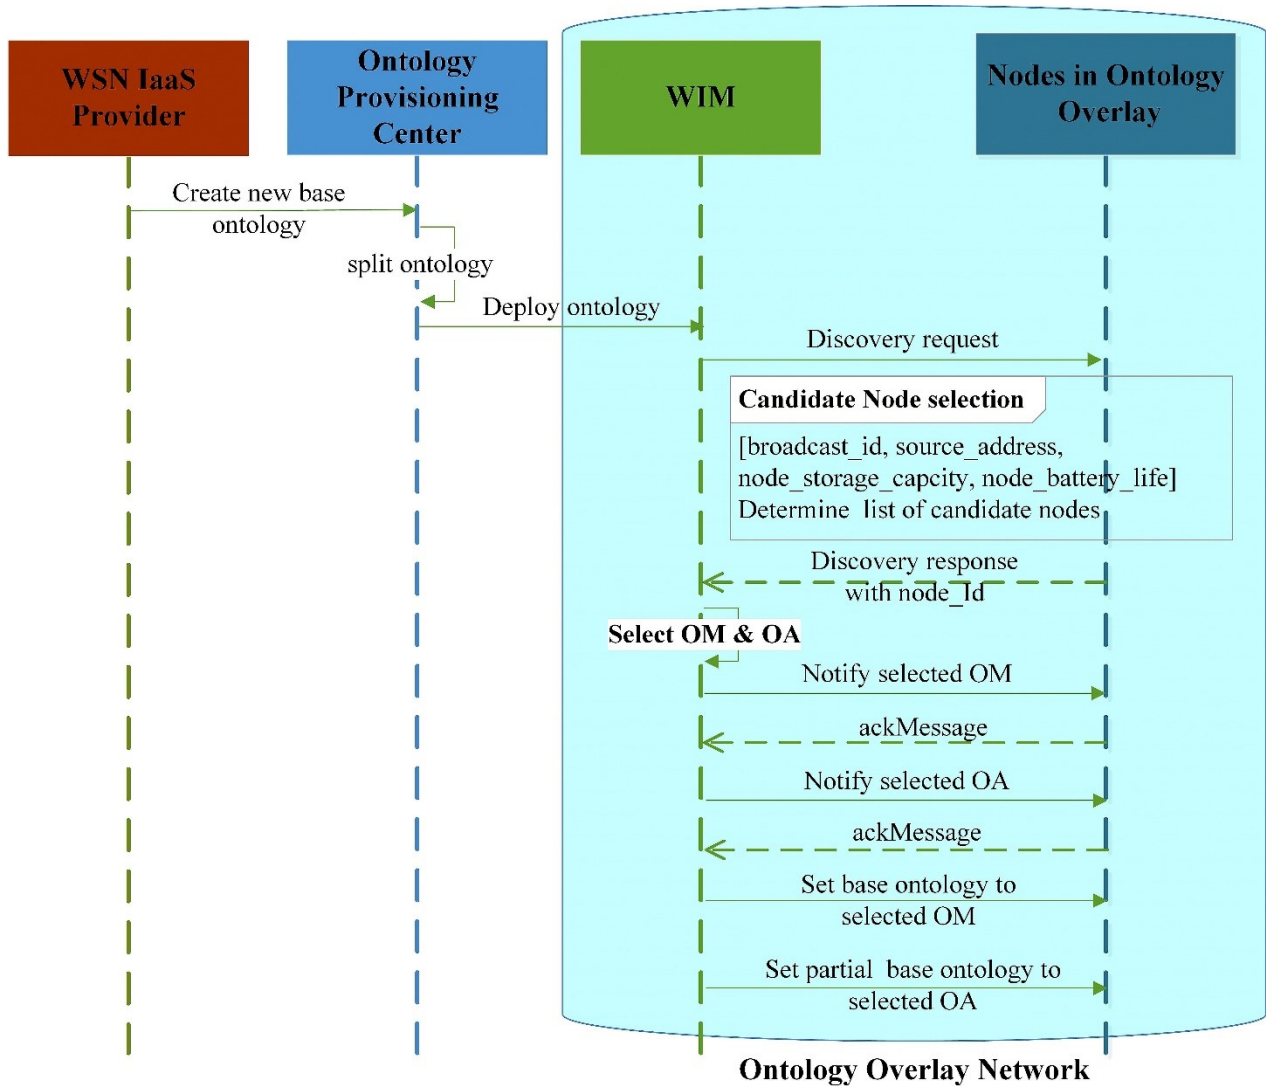 WSN IaaS
Provider
Ontology
Provisioning
Center
WIM
Nodes in Ontology
Overlay
Create new base
ontology
split ontology
Deploy ontology
Discovery request
Candidate Node selection
[broadcast_id, source_address,
node_storage_capcity, node_battery_life]
Determine list of candidate nodes
Discovery response
with node_Id
Select OM & OA
Notify selected OM
ackMessage
Notify selected OA
ackMessage
Set base ontology to
selected OM
Set partial base ontology to
selected OA
Ontology Overlay Network